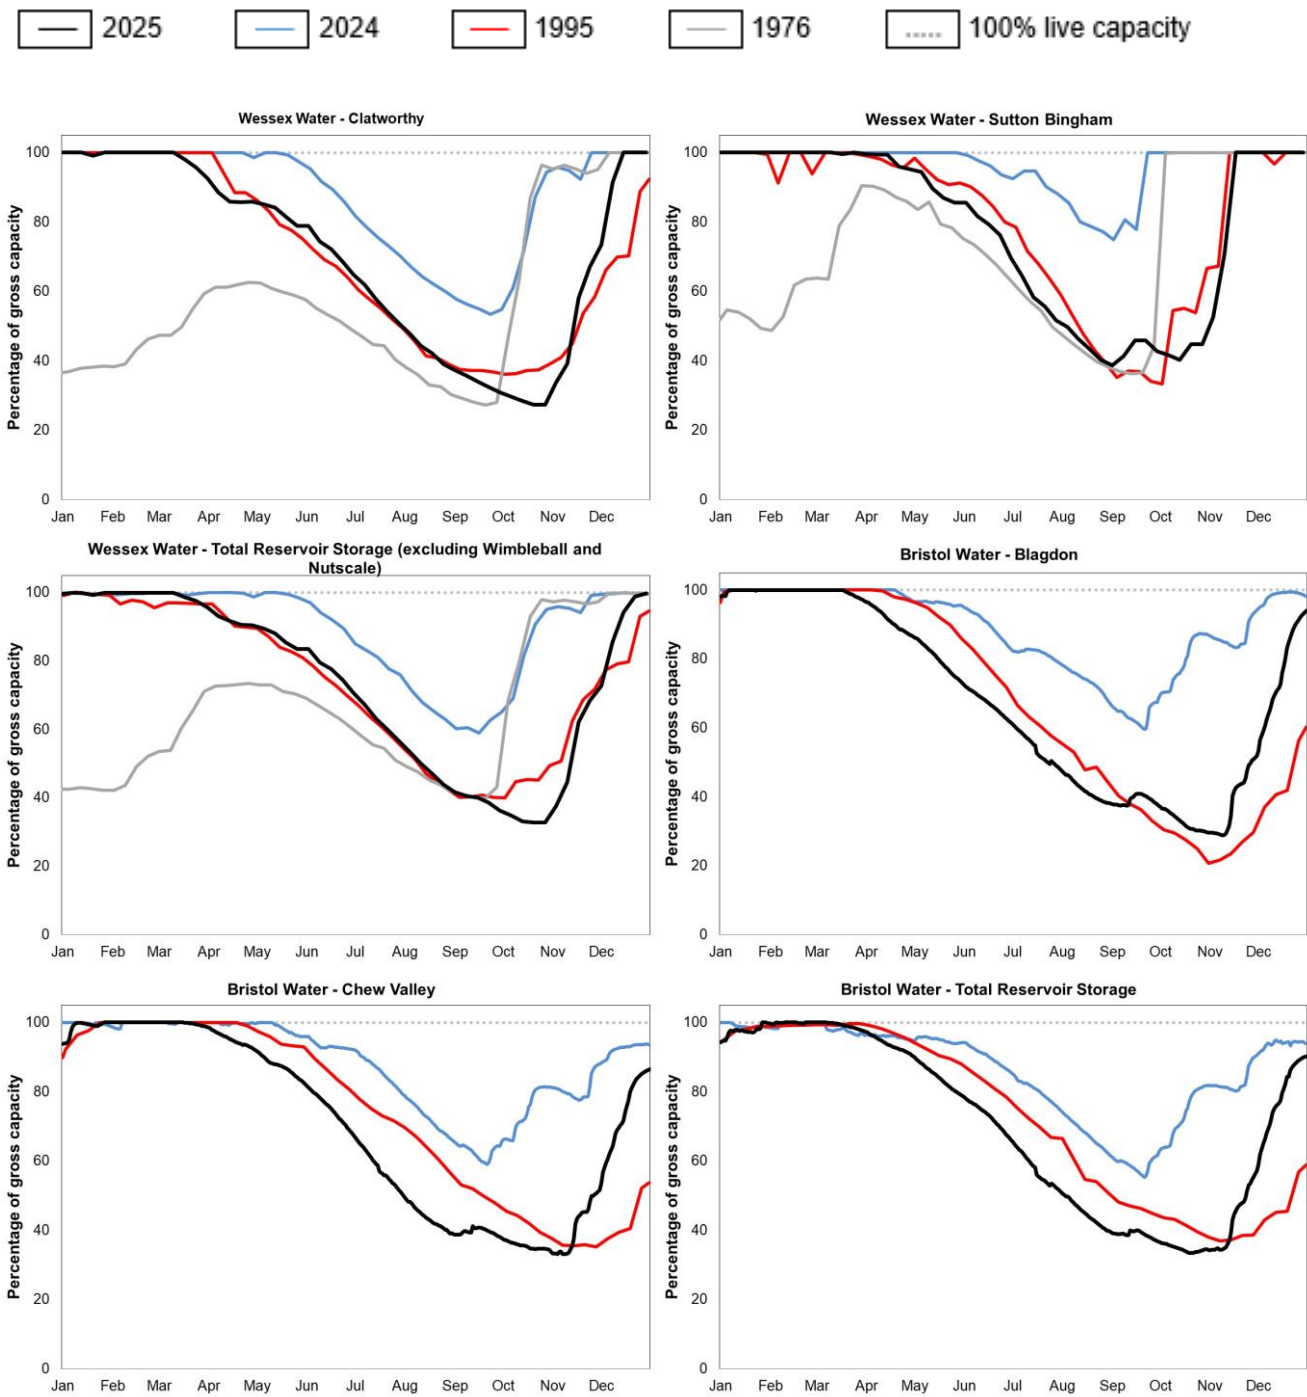 2025 2024 1995 1976 100% live capacity
Wessex Water - Clatworthy
Percentage of gross capacity
100
80
60
40
20
0
Jan Feb Mar Apr May Jun Jul Aug Sep Oct Nov Dec
Wessex Water - Sutton Bingham
Percentage of gross capacity
100
80
60
40
20
0
Jan Feb Mar Apr May Jun Jul Aug Sep Oct Nov Dec
Wessex Water - Total Reservoir Storage (excluding Wimbleball and
Nutscale)
Percentage of gross capacity
100
80
60
40
20
0
Jan Feb Mar Apr May Jun Jul Aug Sep Oct Nov Dec
Bristol Water - Blagdon
Percentage of gross capacity
100
80
60
40
20
0
Jan Feb Mar Apr May Jun Jul Aug Sep Oct Nov Dec
Bristol Water - Chew Valley
Percentage of gross capacity
100
80
60
40
20
0
Jan Feb Mar Apr May Jun Jul Aug Sep Oct Nov Dec
Bristol Water - Total Reservoir Storage
Percentage of gross capacity
100
80
60
40
20
0
Jan Feb Mar Apr May Jun Jul Aug Sep Oct Nov Dec